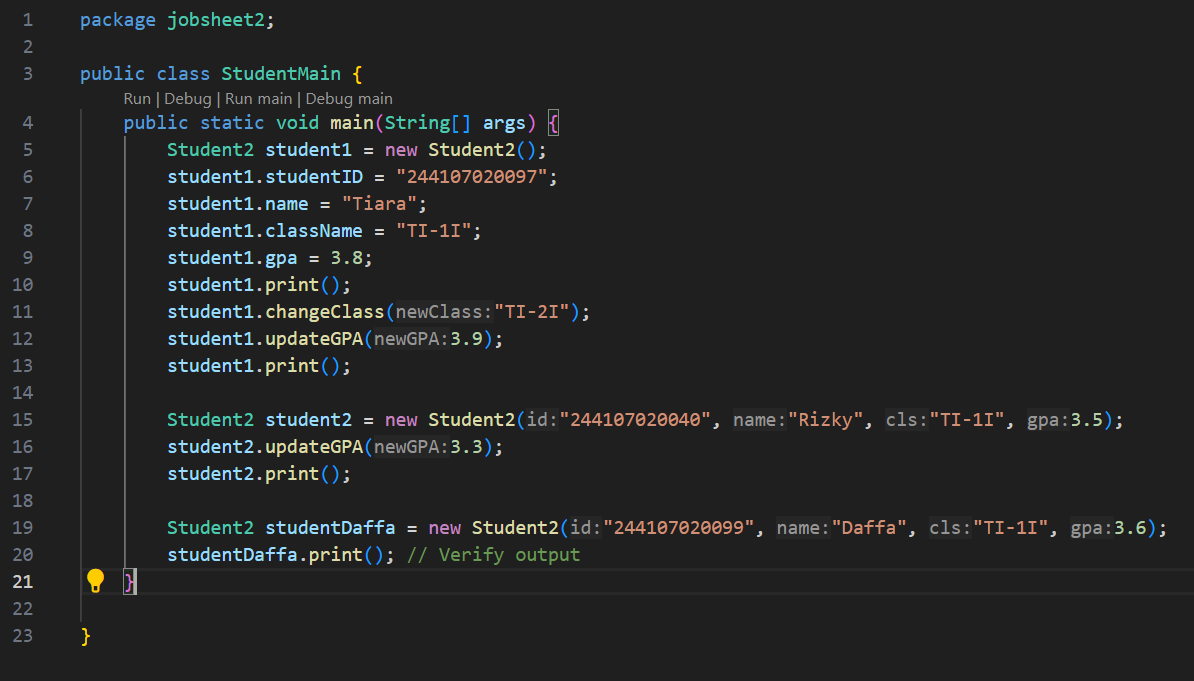 1 package jobsheet2;
2
3 public class StudentMain {
Run | Debug | Run main | Debug main
4 public static void main(String[] args) {
5 Student2 student1 = new Student2();
6 student1.studentID = "244107020097";
7 student1.name = "Tiara";
8 student1.className = "TI-1I";
9 student1.gpa = 3.8;
10 student1.print();
11 student1.changeClass(newClass:"TI-2I");
12 student1.updateGPA(newGPA:3.9);
13 student1.print();
14
15 Student2 student2 = new Student2(id:"244107020040", name:"Rizky", cls:"TI-1I", gpa:3.5);
16 student2.updateGPA(newGPA:3.3);
17 student2.print();
18
19 Student2 studentDaffa = new Student2(id:"244107020099", name:"Daffa", cls:"TI-1I", gpa:3.6);
20 studentDaffa.print(); // Verify output
21 }
22
23 }